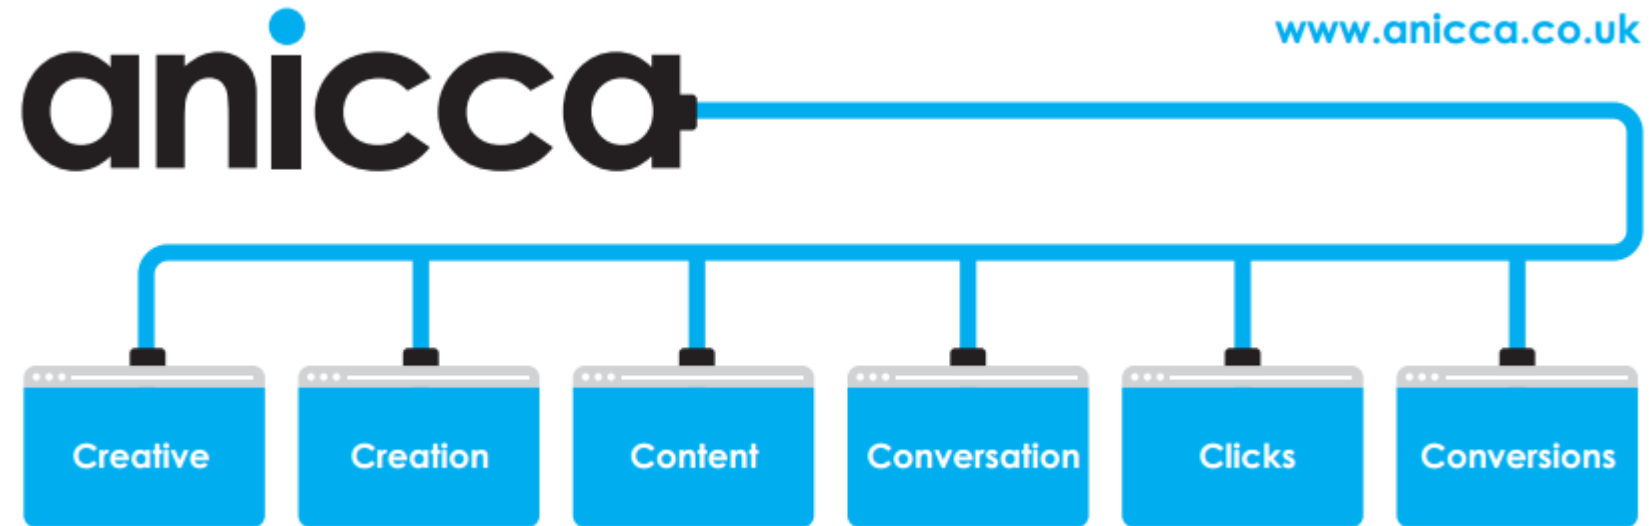 www.anicca.co.uk
anicca
Creative
Creation
Content
Conversation
Clicks
Conversions